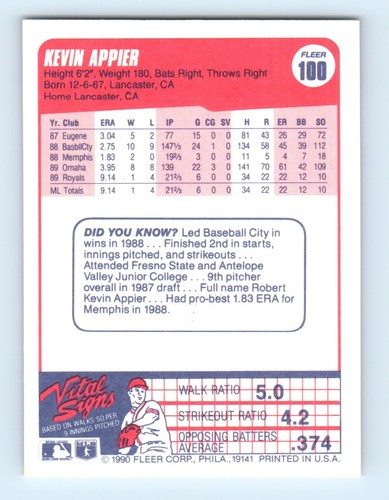 KEVIN APPIER
FLEER
100
Height 6'2", Weight 180, Bats Right, Throws Right
Born 12-6-67, Lancaster, CA
Home Lancaster, CA
Yr. Club ERA W L IP G CG SV H R ER BB SO
87 Eugene 3.04 5 2 77 15 0 0 81 43 26 29 72
88 BasbllCty 2.75 10 9 147⅓ 24 0 0 134 58 45 39 112
88 Memphis 1.83 2 0 19⅔ 3 0 0 11 5 4 7 18
89 Omaha 3.95 8 8 139 22 3 0 141 70 61 42 109
89 Royals 9.14 1 4 21⅔ 6 0 0 34 22 22 12 10
ML Totals 9.14 1 4 21⅔ 6 0 0 34 22 22 12 10
DID YOU KNOW? Led Baseball City in
wins in 1988 . . . Finished 2nd in starts,
innings pitched, and strikeouts . . .
Attended Fresno State and Antelope
Valley Junior College . . . 9th pitcher
overall in 1987 draft . . . Full name Robert
Kevin Appier . . . Had pro-best 1.83 ERA for
Memphis in 1988.
Vital
Signs
BASED ON WALKS/SO PER
9 INNINGS PITCHED
WALK RATIO 5.0
STRIKEOUT RATIO 4.2
OPPOSING BATTERS
AVERAGE .374
© 1990 FLEER CORP., PHILA., 19141 PRINTED IN U.S.A.